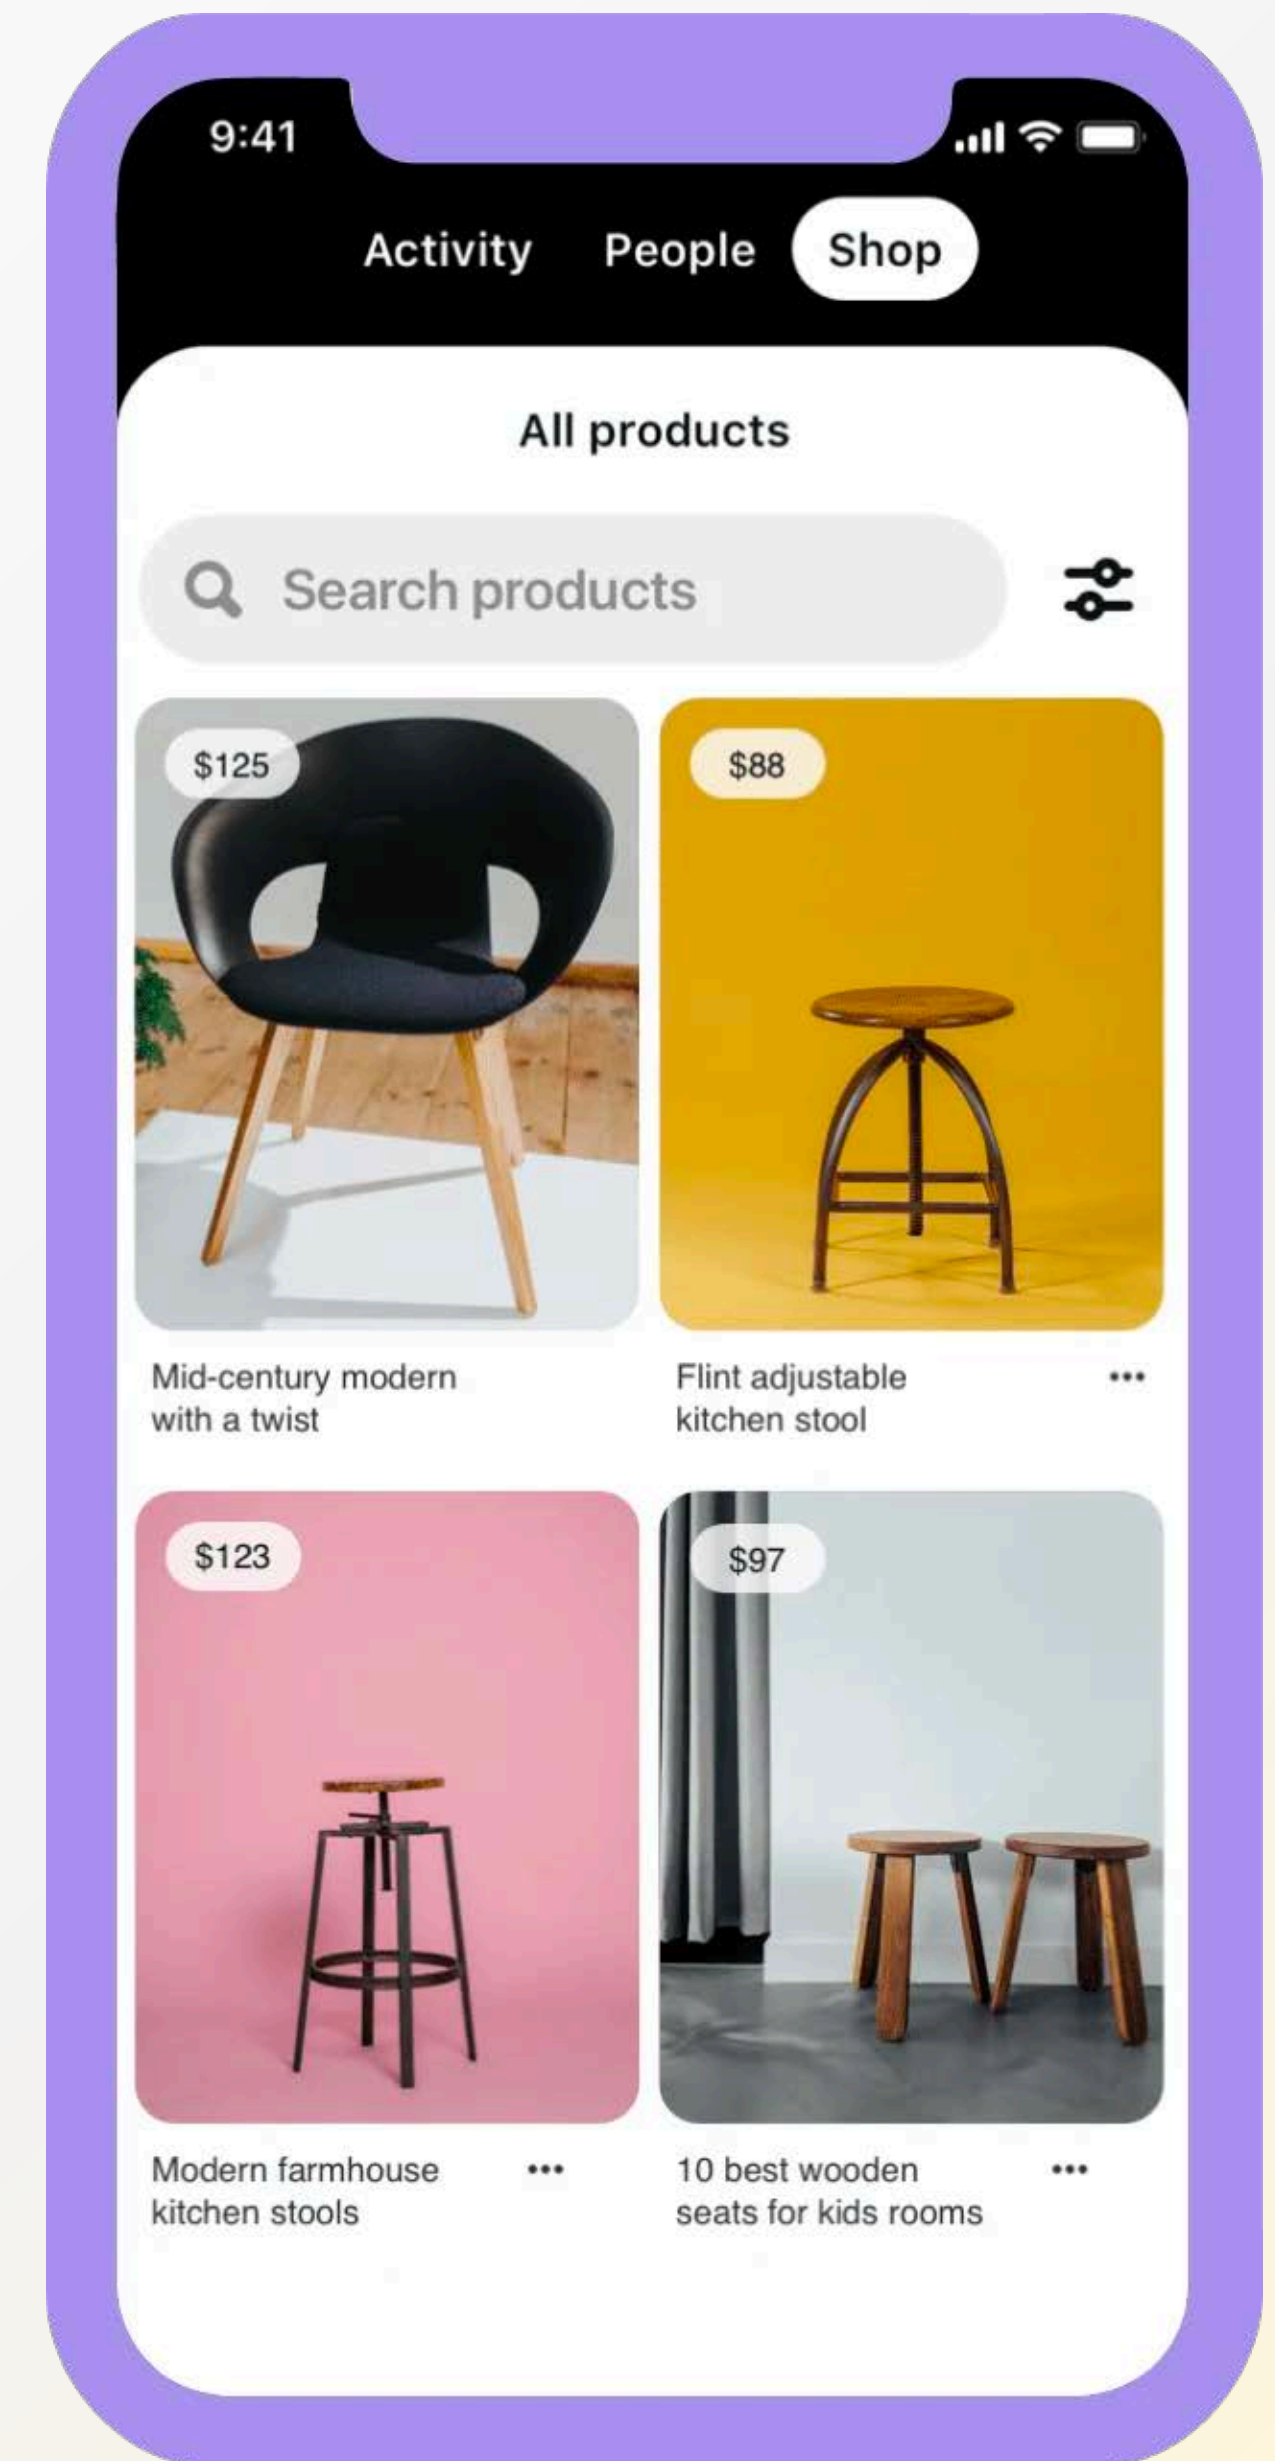 9:41
Activity People Shop
All products
Search products
$125
$88
Mid-century modern
with a twist
Flint adjustable
kitchen stool
$123
$97
Modern farmhouse
kitchen stools
10 best wooden
seats for kids rooms